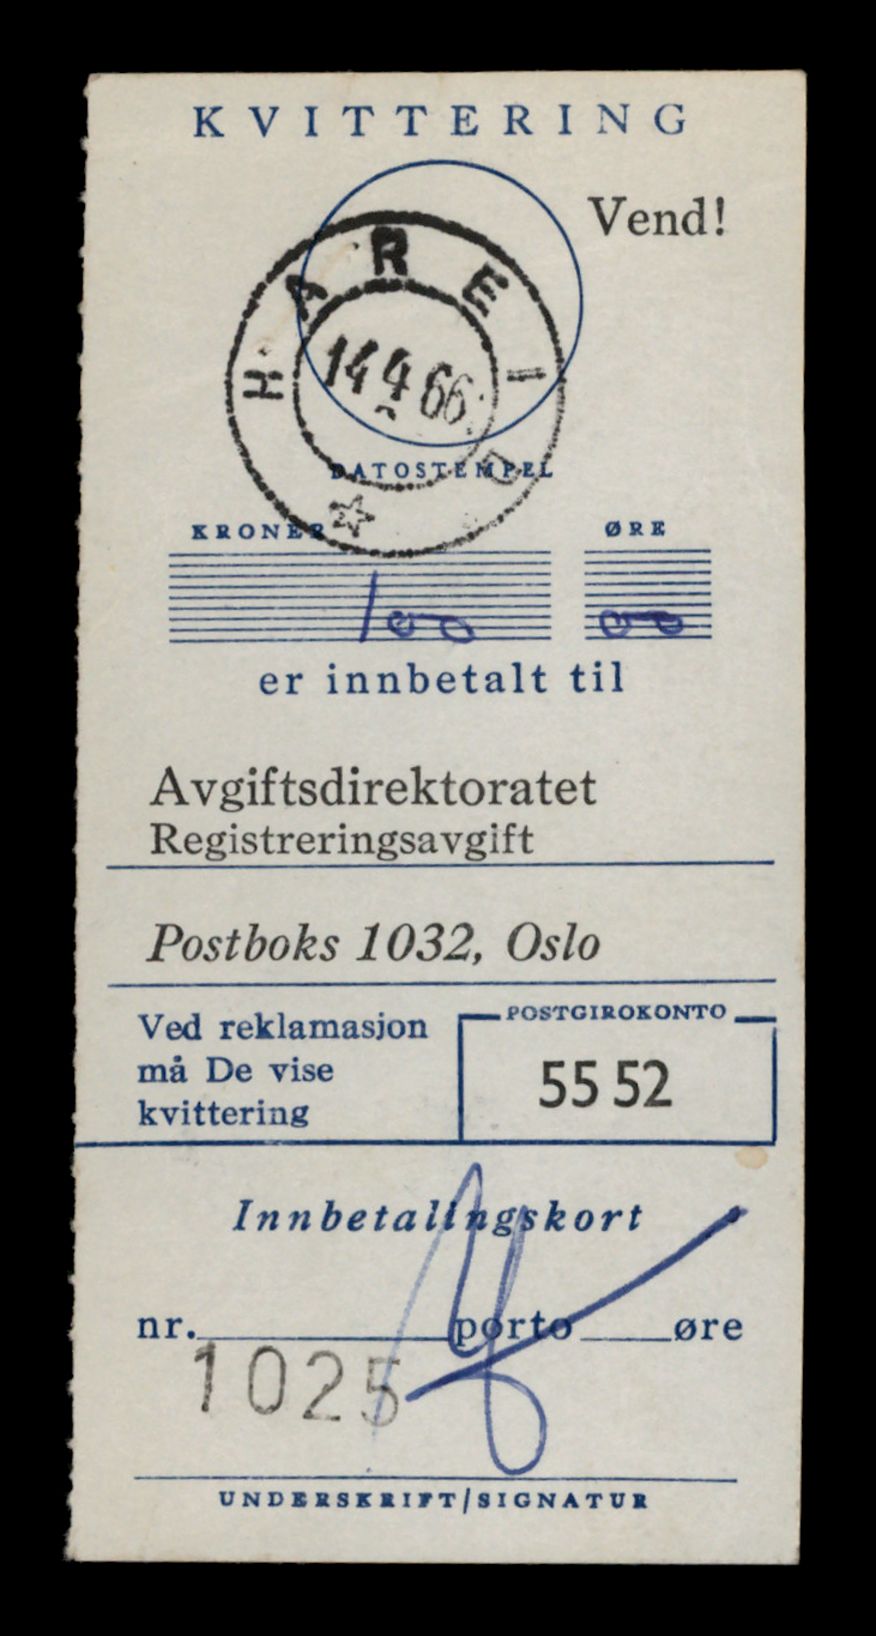 KVITTERING
Vend!
HAREID
14 4 66
DATOSTEMPEL
KRONER ØRE
100 00
er innbetalt til
Avgiftsdirektoratet
Registreringsavgift
Postboks 1032, Oslo
Ved reklamasjon
må De vise
kvittering
POSTGIROKONTO
55 52
Innbetalingskort
nr. porto øre
1025
UNDERSKRIFT/SIGNATUR